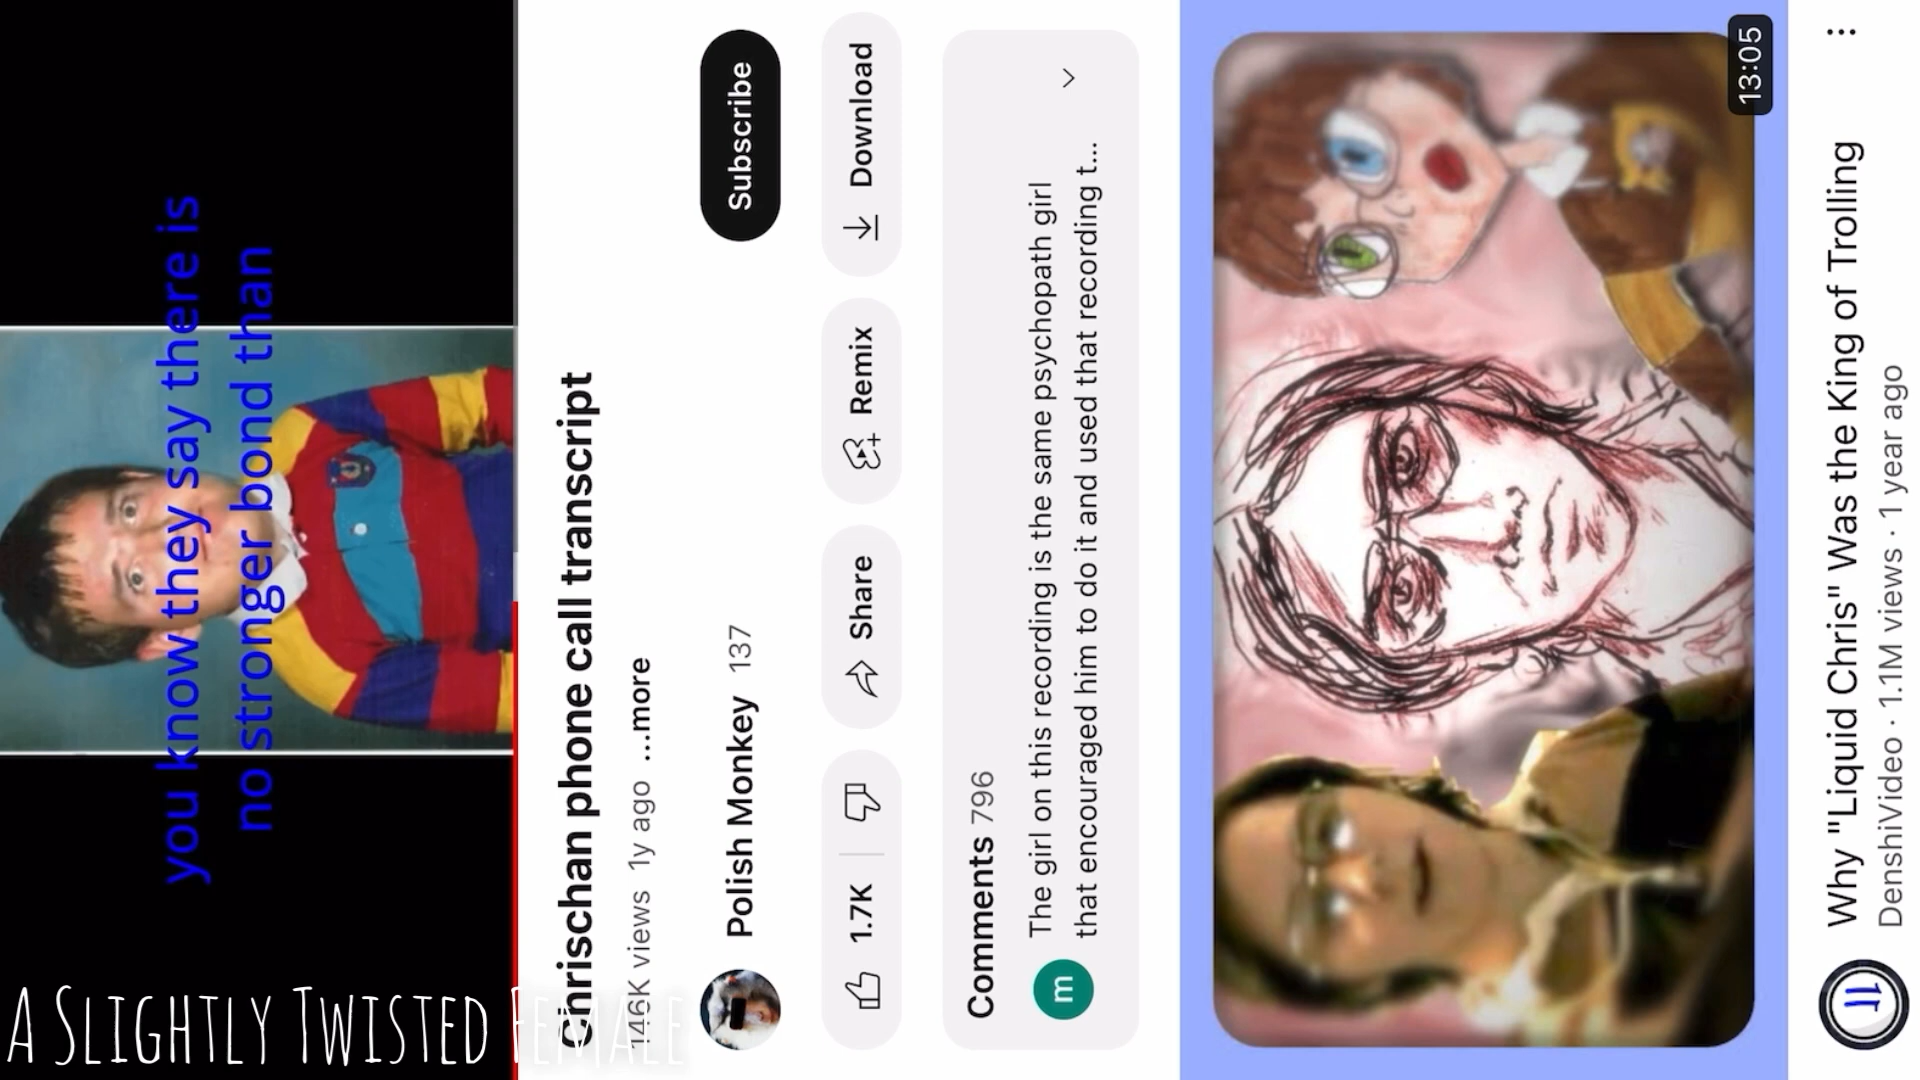 you know they say there is
no stronger bond than
Chrischan phone call transcript
146K views 1y ago ...more
Polish Monkey 137
Subscribe
1.7K
Share
Remix
Download
Comments 796
m
The girl on this recording is the same psychopath girl
that encouraged him to do it and used that recording t...
13:05
Why "Liquid Chris" Was the King of Trolling
DenshiVideo · 1.1M views · 1 year ago
A Slightly Twisted Female